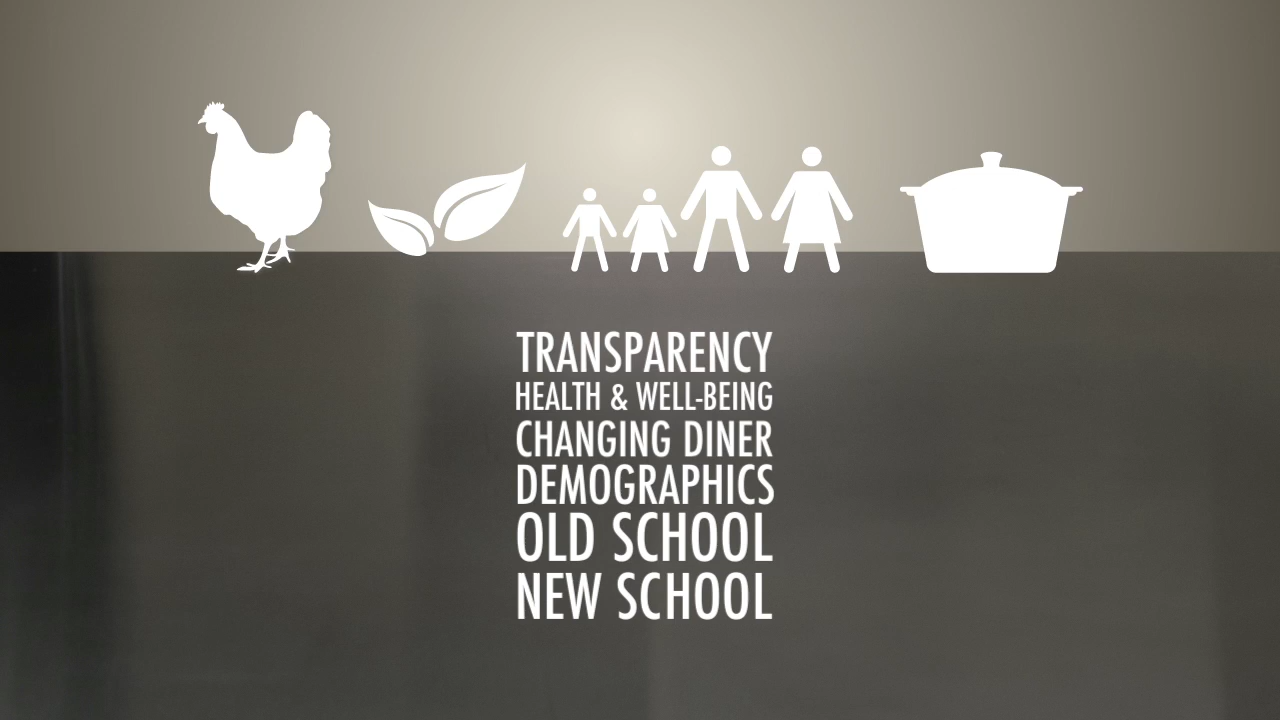 TRANSPARENCY
HEALTH & WELL-BEING
CHANGING DINER
DEMOGRAPHICS
OLD SCHOOL
NEW SCHOOL